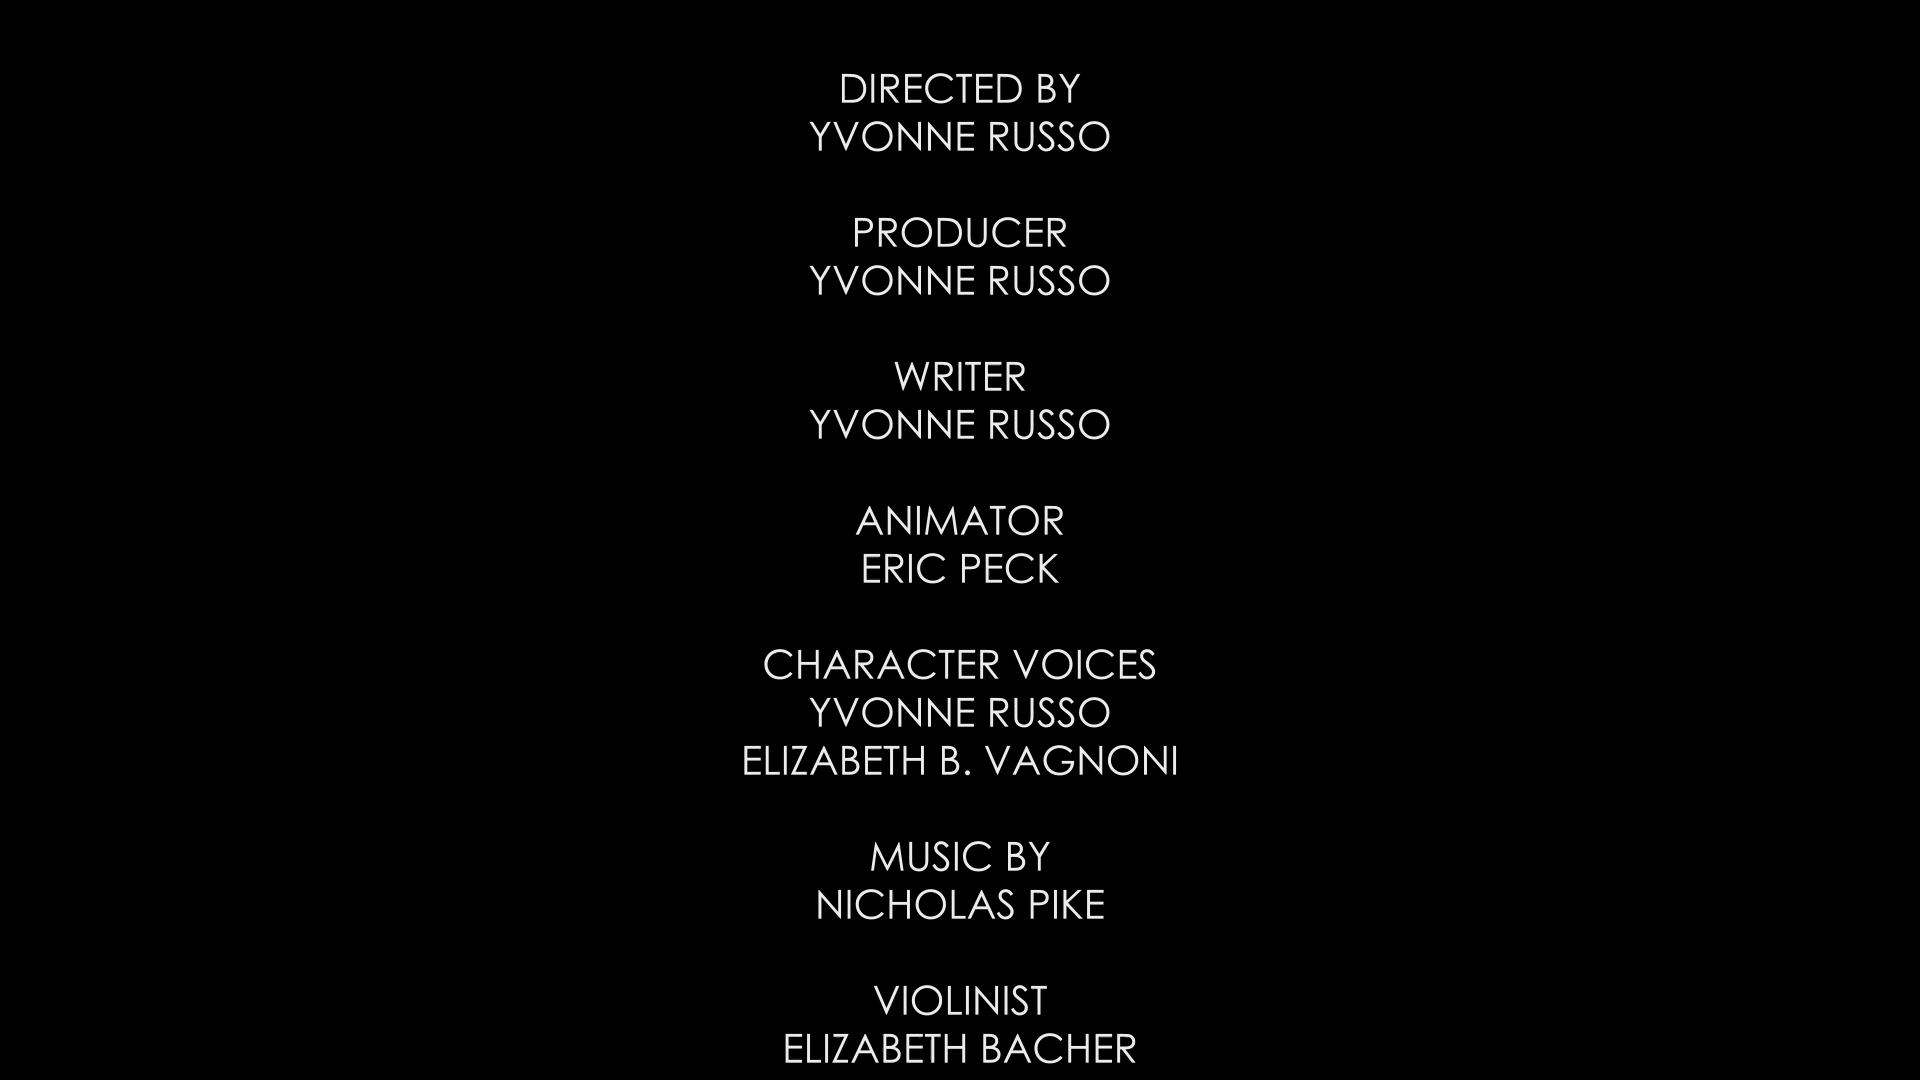 DIRECTED BY
YVONNE RUSSO
PRODUCER
YVONNE RUSSO
WRITER
YVONNE RUSSO
ANIMATOR
ERIC PECK
CHARACTER VOICES
YVONNE RUSSO
ELIZABETH B. VAGNONI
MUSIC BY
NICHOLAS PIKE
VIOLINIST
ELIZABETH BACHER